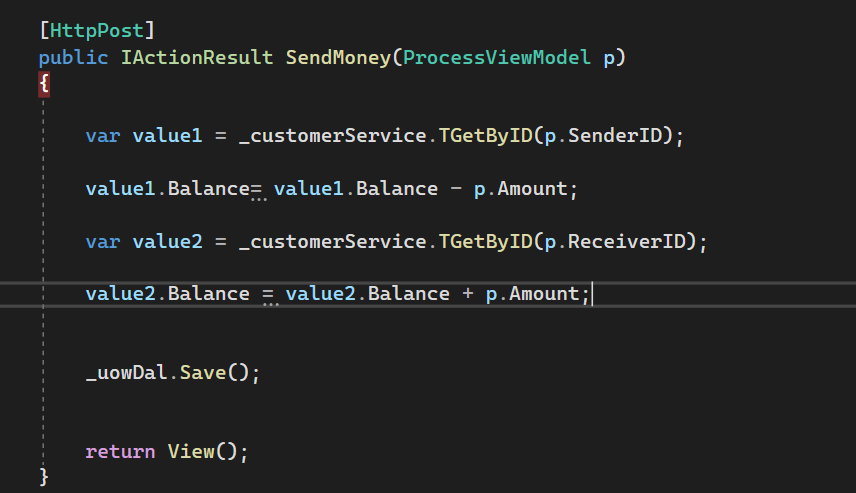 [HttpPost]
public IActionResult SendMoney(ProcessViewModel p)
{
var value1 = _customerService.TGetByID(p.SenderID);
value1.Balance= value1.Balance - p.Amount;
var value2 = _customerService.TGetByID(p.ReceiverID);
value2.Balance = value2.Balance + p.Amount;
_uowDal.Save();
return View();
}